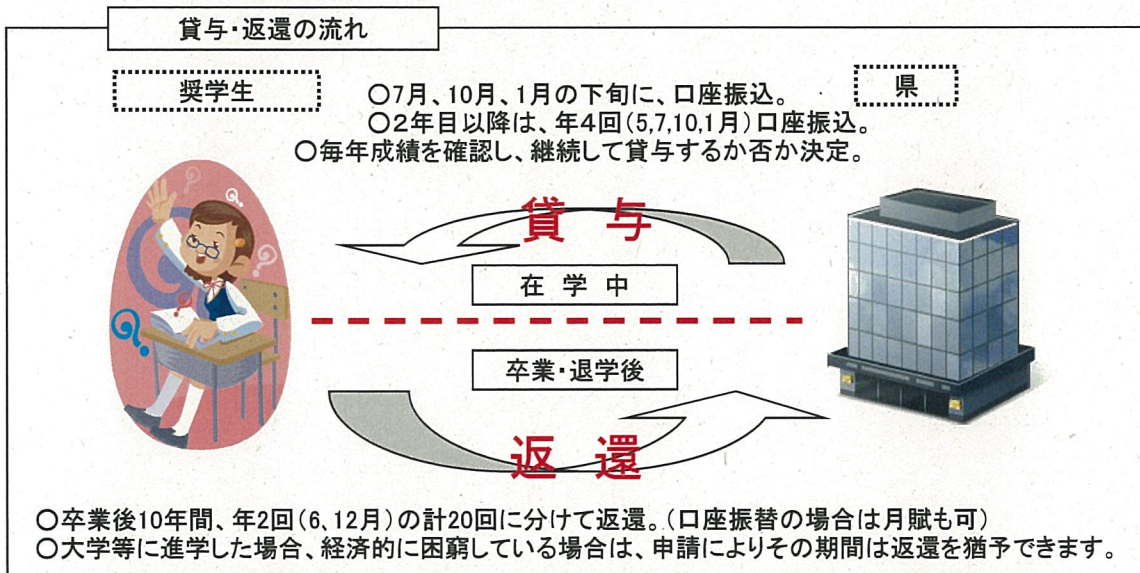 貸与・返還の流れ
奨学生
県
○7月、10月、1月の下旬に、口座振込。
○2年目以降は、年4回(5,7,10,1月)口座振込。
○毎年成績を確認し、継続して貸与するか否か決定。
貸 与
在 学 中
卒業・退学後
返 還
○卒業後10年間、年2回(6、12月)の計20回に分けて返還。(口座振替の場合は月賦も可)
○大学等に進学した場合、経済的に困窮している場合は、申請によりその期間は返還を猶予できます。